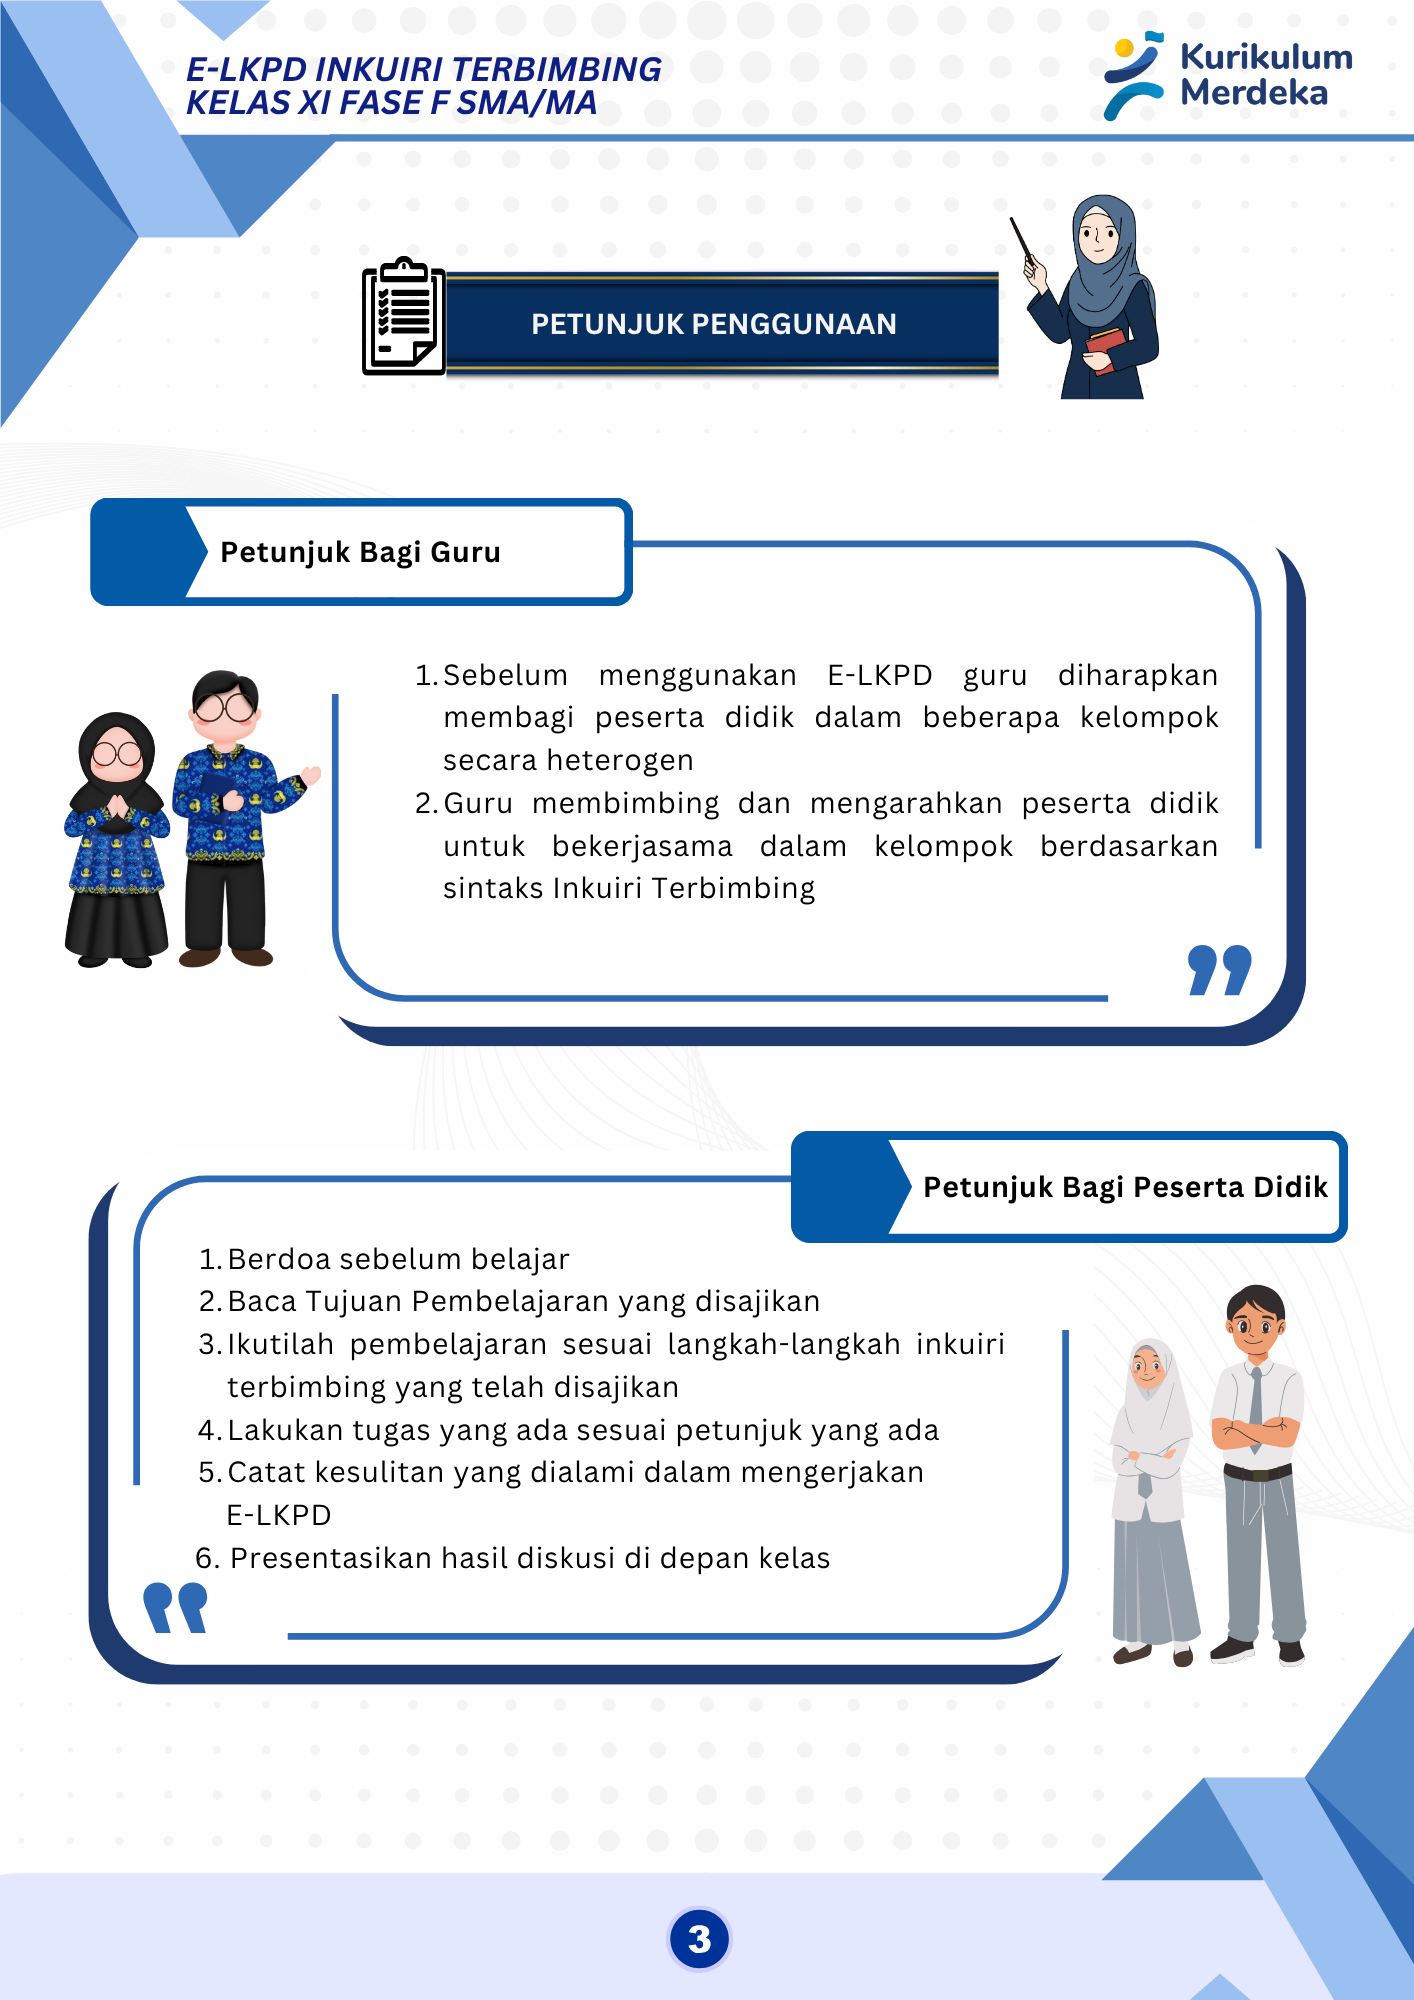 E-LKPD INKUIRI TERBIMBING
KELAS XI FASE F SMA/MA
Kurikulum
Merdeka
PETUNJUK PENGGUNAAN
Petunjuk Bagi Guru
1. Sebelum menggunakan E-LKPD guru diharapkan
membagi peserta didik dalam beberapa kelompok
secara heterogen
2. Guru membimbing dan mengarahkan peserta didik
untuk bekerjasama dalam kelompok berdasarkan
sintaks Inkuiri Terbimbing
Petunjuk Bagi Peserta Didik
1. Berdoa sebelum belajar
2. Baca Tujuan Pembelajaran yang disajikan
3. Ikutilah pembelajaran sesuai langkah-langkah inkuiri
terbimbing yang telah disajikan
4. Lakukan tugas yang ada sesuai petunjuk yang ada
5. Catat kesulitan yang dialami dalam mengerjakan
E-LKPD
6. Presentasikan hasil diskusi di depan kelas
3